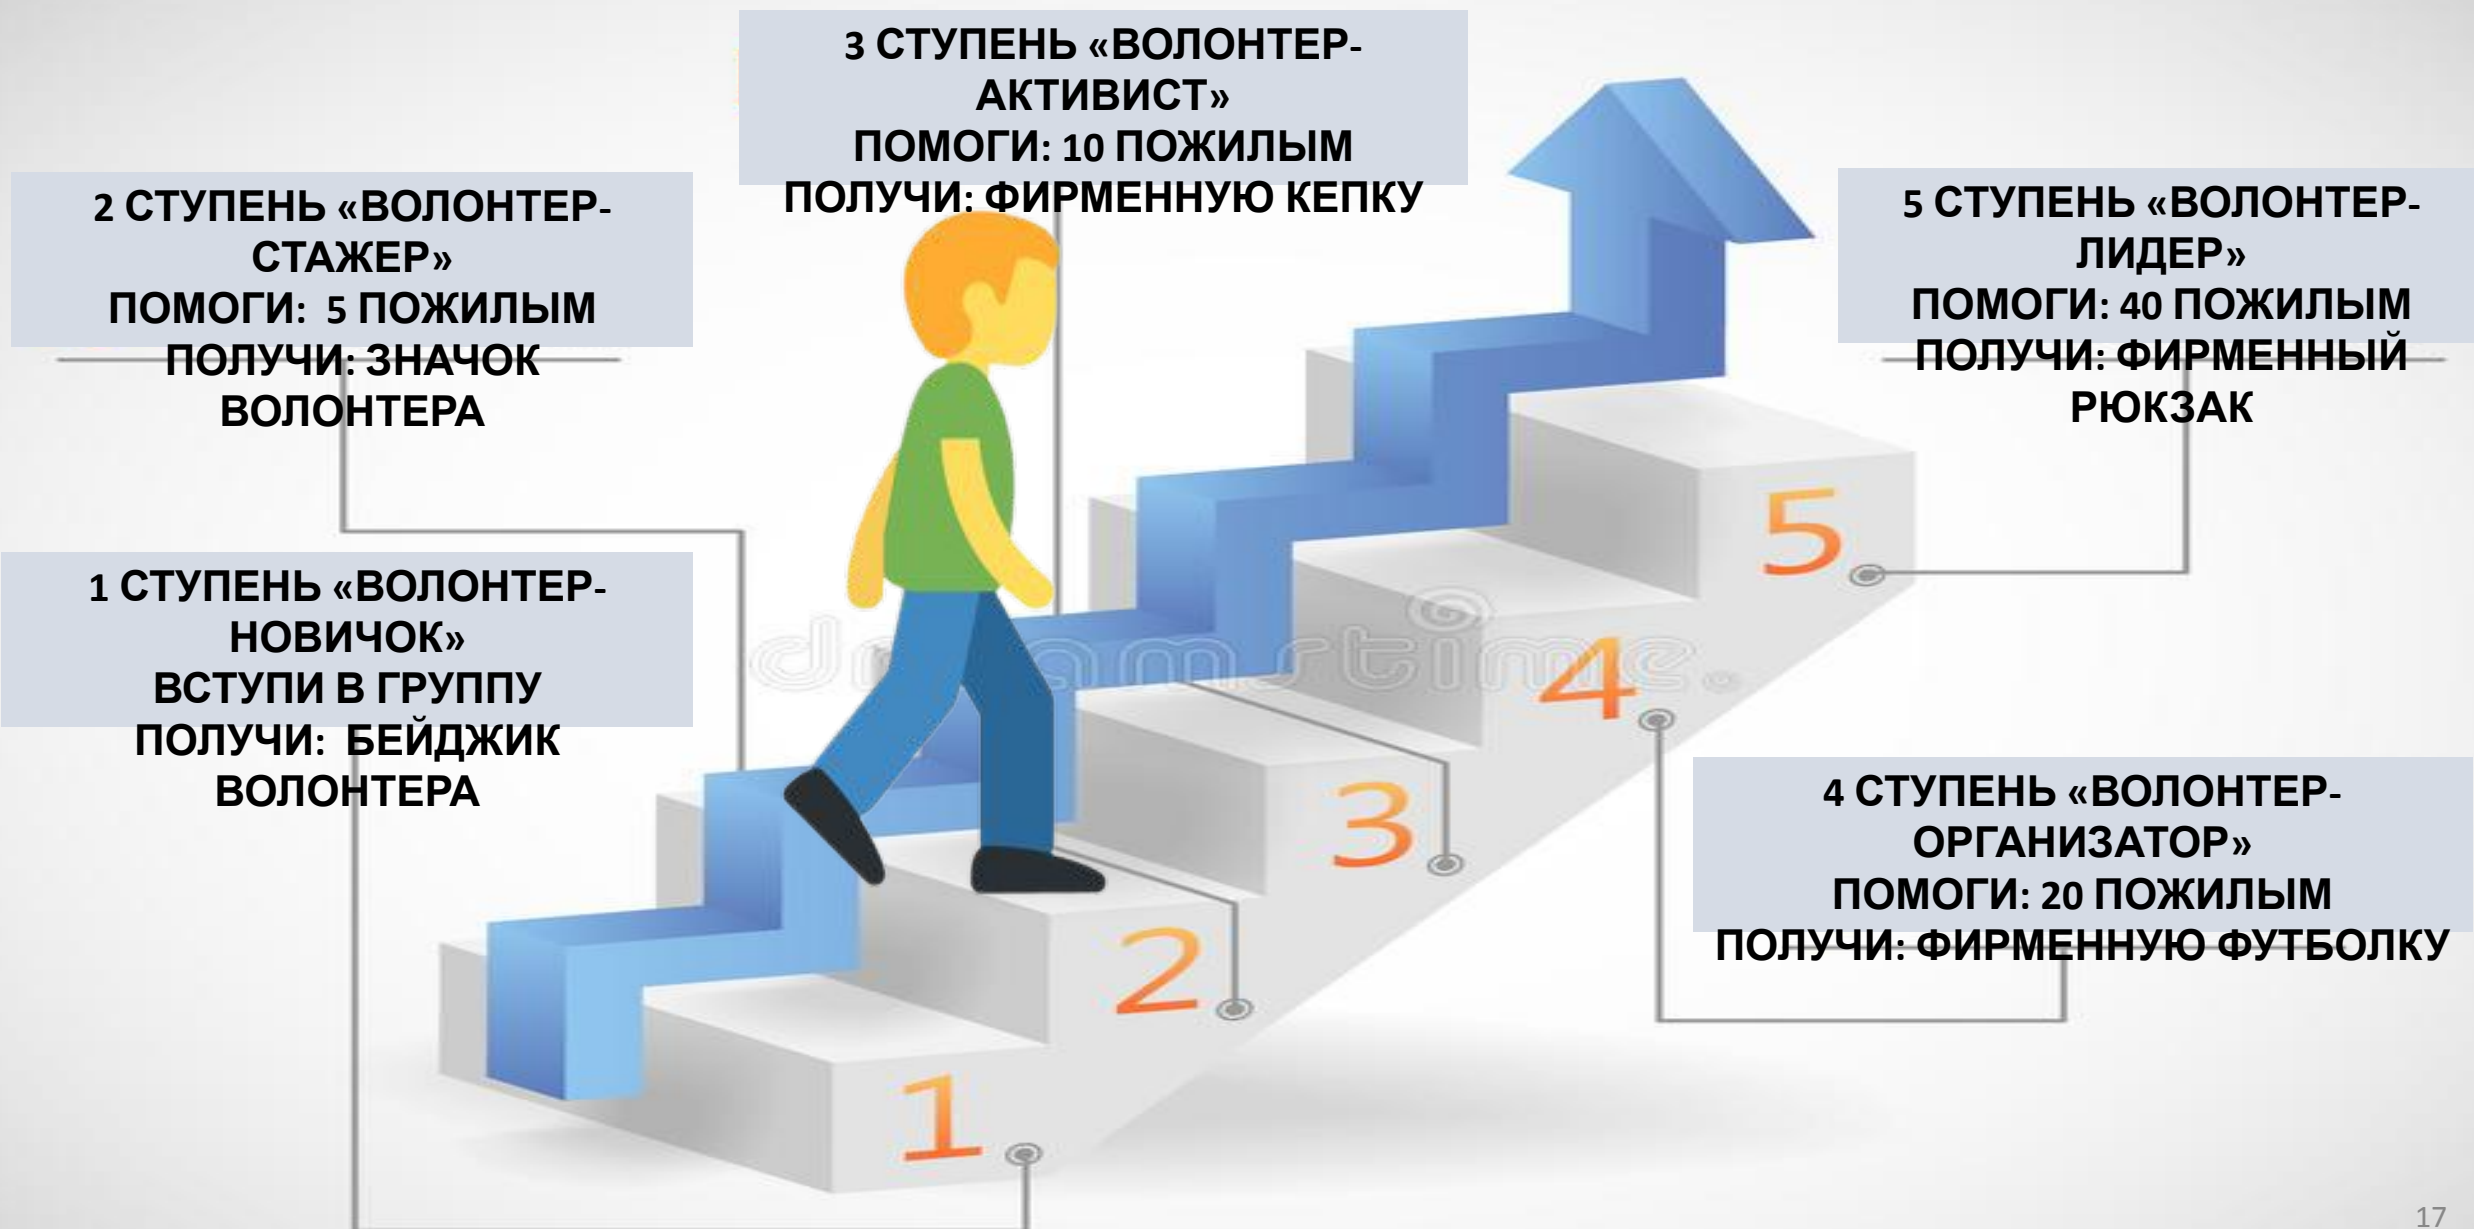 3 СТУПЕНЬ «ВОЛОНТЕР-
АКТИВИСТ»
ПОМОГИ: 10 ПОЖИЛЫМ
ПОЛУЧИ: ФИРМЕННУЮ КЕПКУ
2 СТУПЕНЬ «ВОЛОНТЕР-
СТАЖЕР»
ПОМОГИ:  5 ПОЖИЛЫМ
ПОЛУЧИ: ЗНАЧОК
ВОЛОНТЕРА
5 СТУПЕНЬ «ВОЛОНТЕР-
ЛИДЕР»
ПОМОГИ: 40 ПОЖИЛЫМ
ПОЛУЧИ: ФИРМЕННЫЙ
РЮКЗАК
1 СТУПЕНЬ «ВОЛОНТЕР-
НОВИЧОК»
ВСТУПИ В ГРУППУ
ПОЛУЧИ:  БЕЙДЖИК
ВОЛОНТЕРА
4 СТУПЕНЬ «ВОЛОНТЕР-
ОРГАНИЗАТОР»
ПОМОГИ: 20 ПОЖИЛЫМ
ПОЛУЧИ: ФИРМЕННУЮ ФУТБОЛКУ
5
4
3
2
1
dreamstime.
17